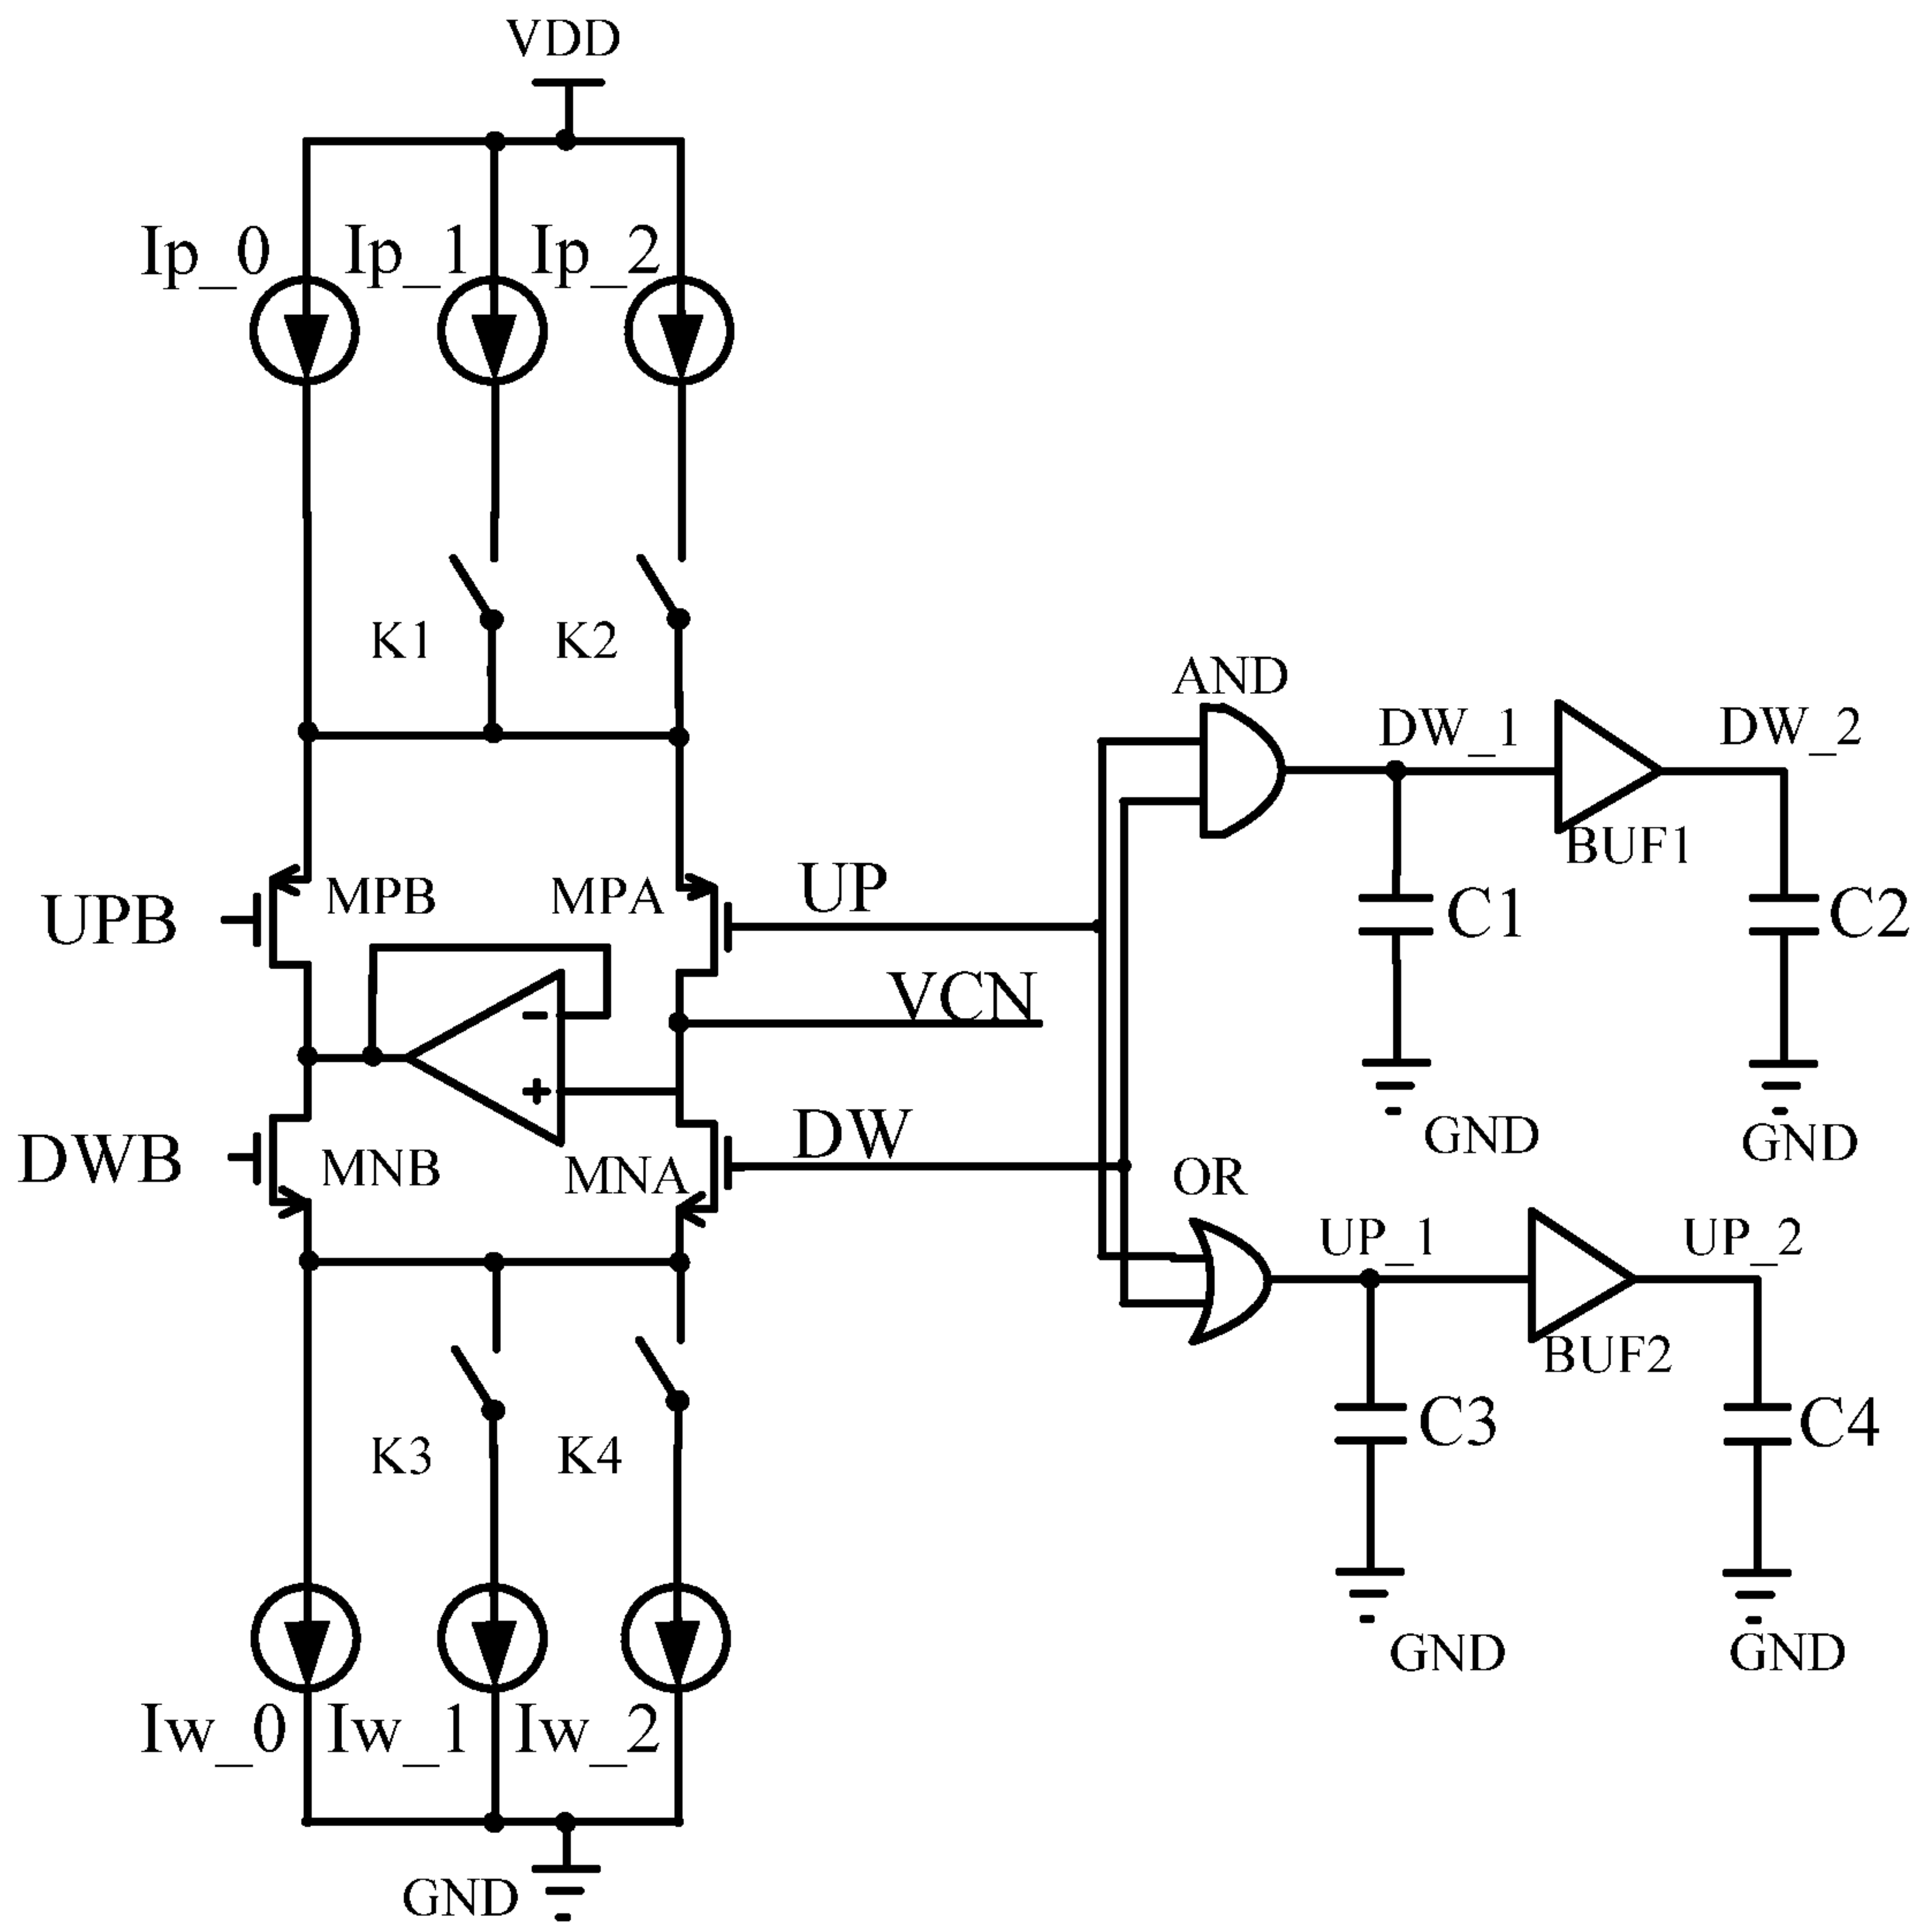 VDD
Ip_0 Ip_1 Ip_2
K1 K2
AND
DW_1 DW_2
BUF1
UPB MPB MPA UP
C1 C2
VCN
- 
+
DW
DWB MNB MNA
GND GND
OR
UP_1 UP_2
BUF2
K3 K4
C3 C4
GND GND
Iw_0 Iw_1 Iw_2
GND